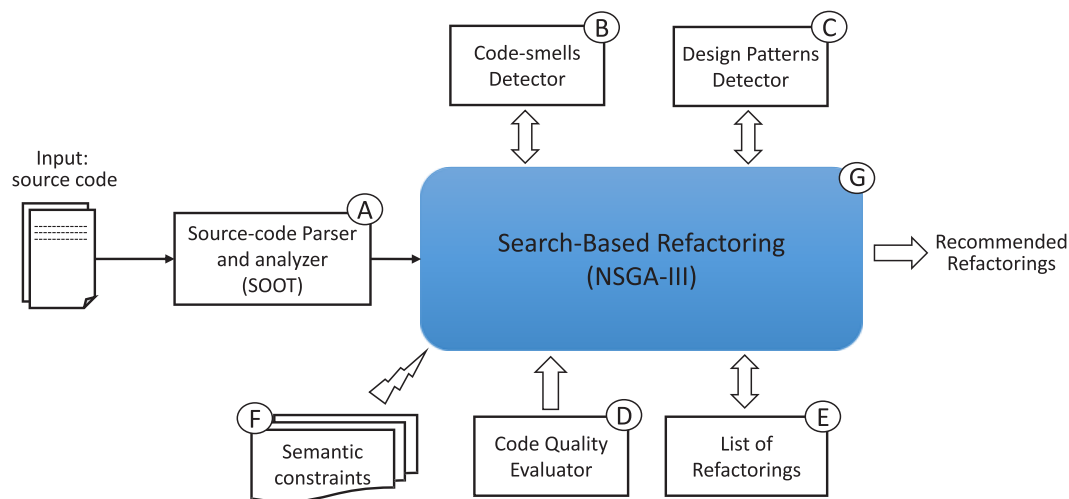 B
Code-smells
Detector
C
Design Patterns
Detector
Input:
source code
A
Source-code Parser
and analyzer
(SOOT)
G
Search-Based Refactoring
(NSGA-III)
Recommended
Refactorings
F
Semantic
constraints
D
Code Quality
Evaluator
E
List of
Refactorings